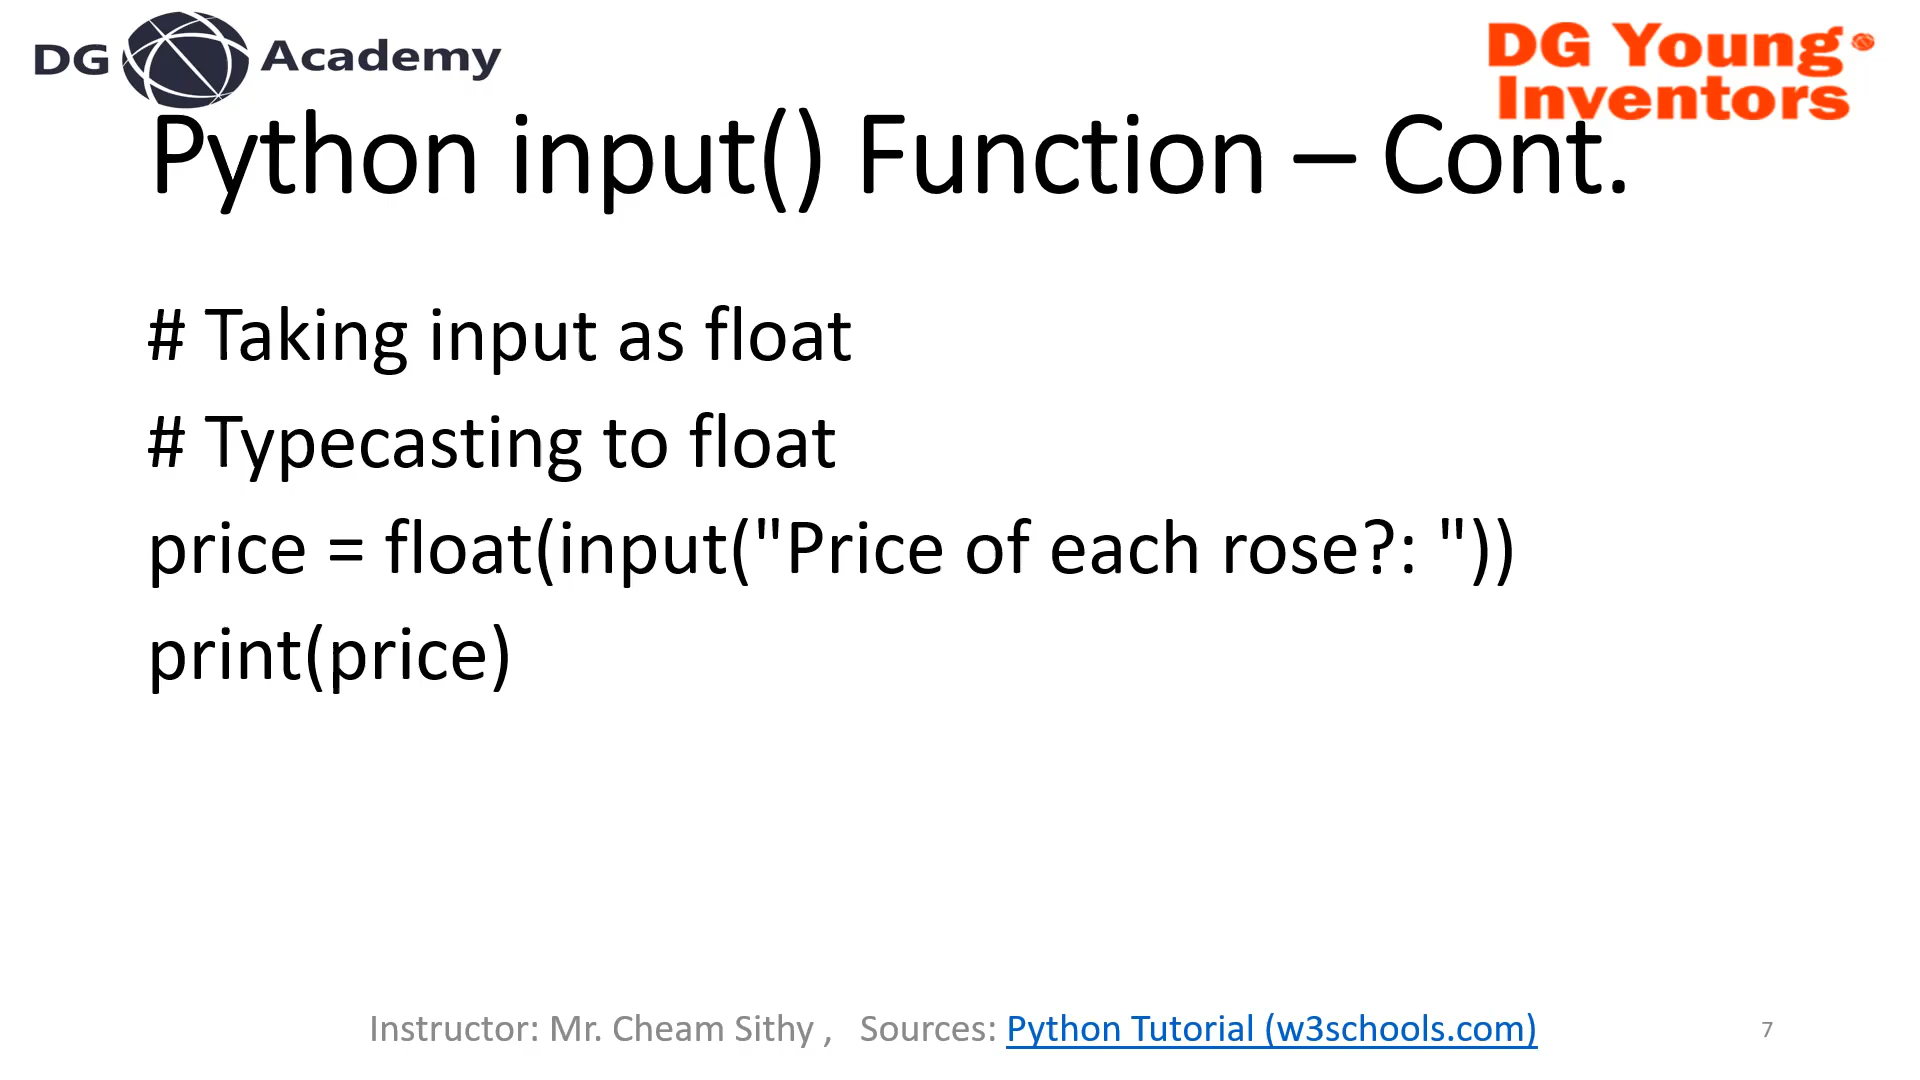 DG Academy
DG Young
Inventors
Python input() Function – Cont.
# Taking input as float
# Typecasting to float
price = float(input("Price of each rose?: "))
print(price)
Instructor: Mr. Cheam Sithy , Sources: Python Tutorial (w3schools.com)
7